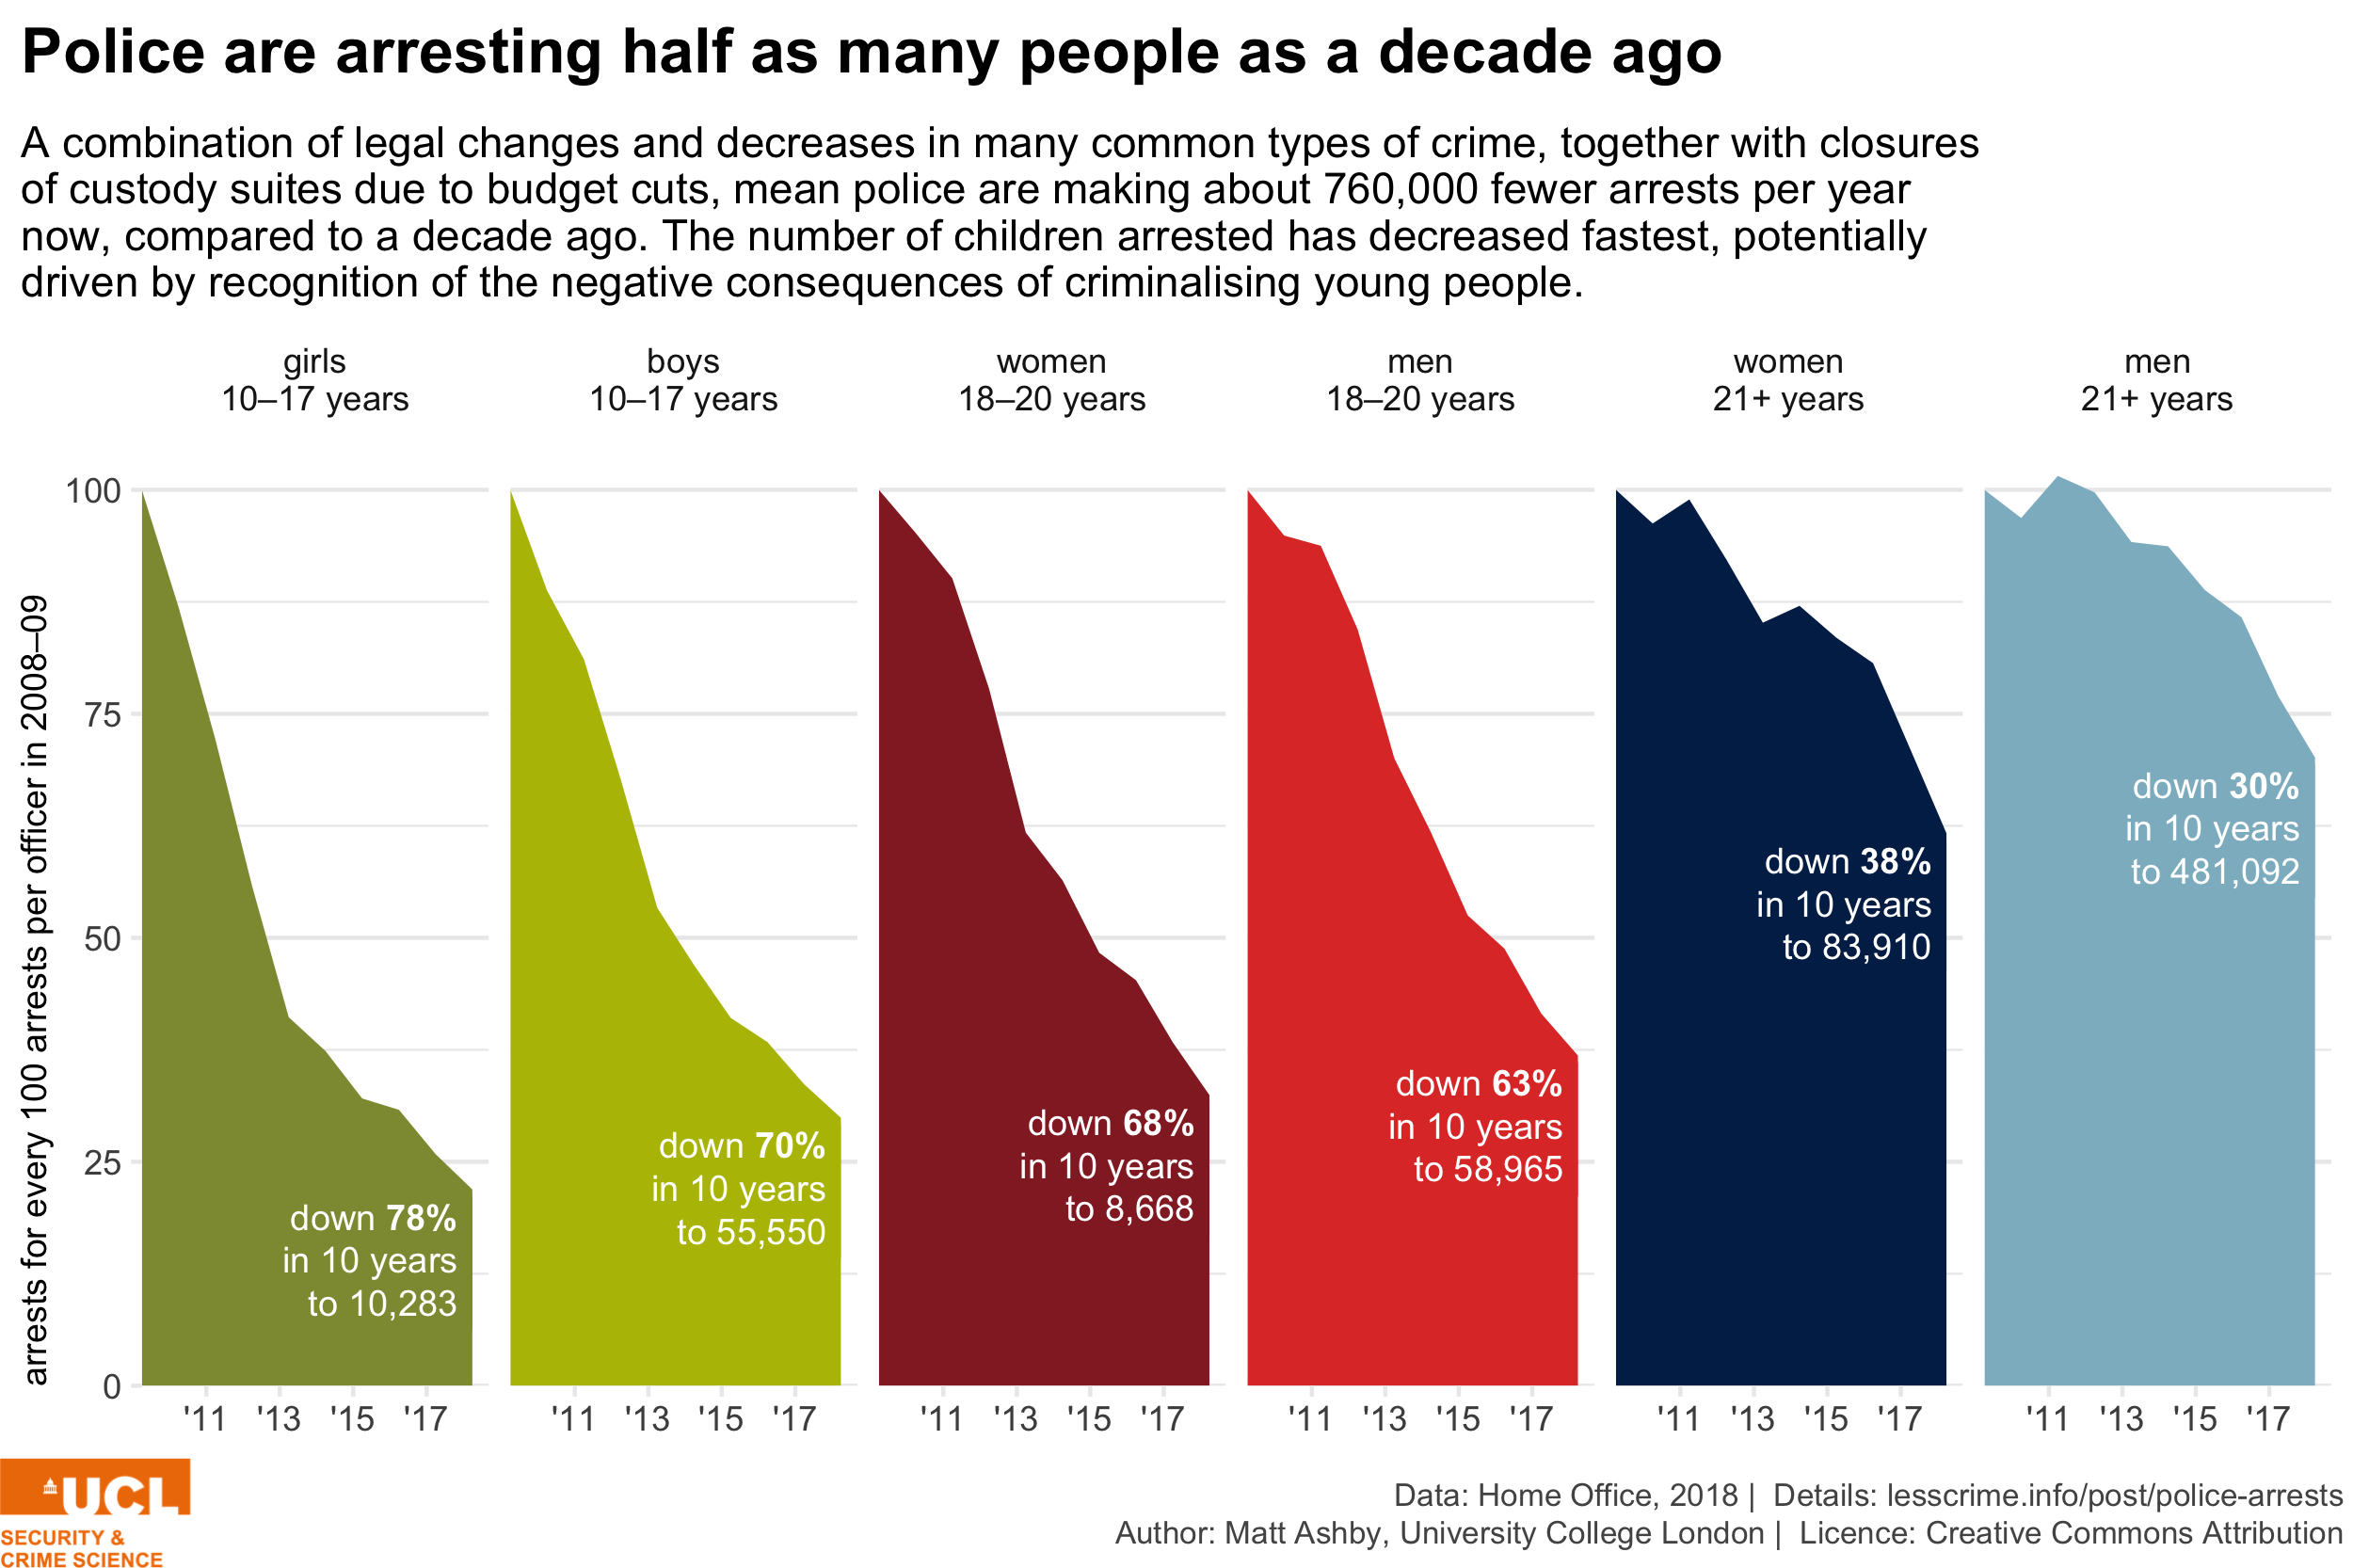 Police are arresting half as many people as a decade ago
A combination of legal changes and decreases in many common types of crime, together with closures
of custody suites due to budget cuts, mean police are making about 760,000 fewer arrests per year
now, compared to a decade ago. The number of children arrested has decreased fastest, potentially
driven by recognition of the negative consequences of criminalising young people.
girls
10–17 years
boys
10–17 years
women
18–20 years
men
18–20 years
women
21+ years
men
21+ years
arrests for every 100 arrests per officer in 2008–09
100
75
50
25
0
down 78%
in 10 years
to 10,283
down 70%
in 10 years
to 55,550
down 68%
in 10 years
to 8,668
down 63%
in 10 years
to 58,965
down 38%
in 10 years
to 83,910
down 30%
in 10 years
to 481,092
'11 '13 '15 '17
'11 '13 '15 '17
'11 '13 '15 '17
'11 '13 '15 '17
'11 '13 '15 '17
'11 '13 '15 '17
UCL
SECURITY &
CRIME SCIENCE
Data: Home Office, 2018 | Details: lesscrime.info/post/police-arrests
Author: Matt Ashby, University College London | Licence: Creative Commons Attribution